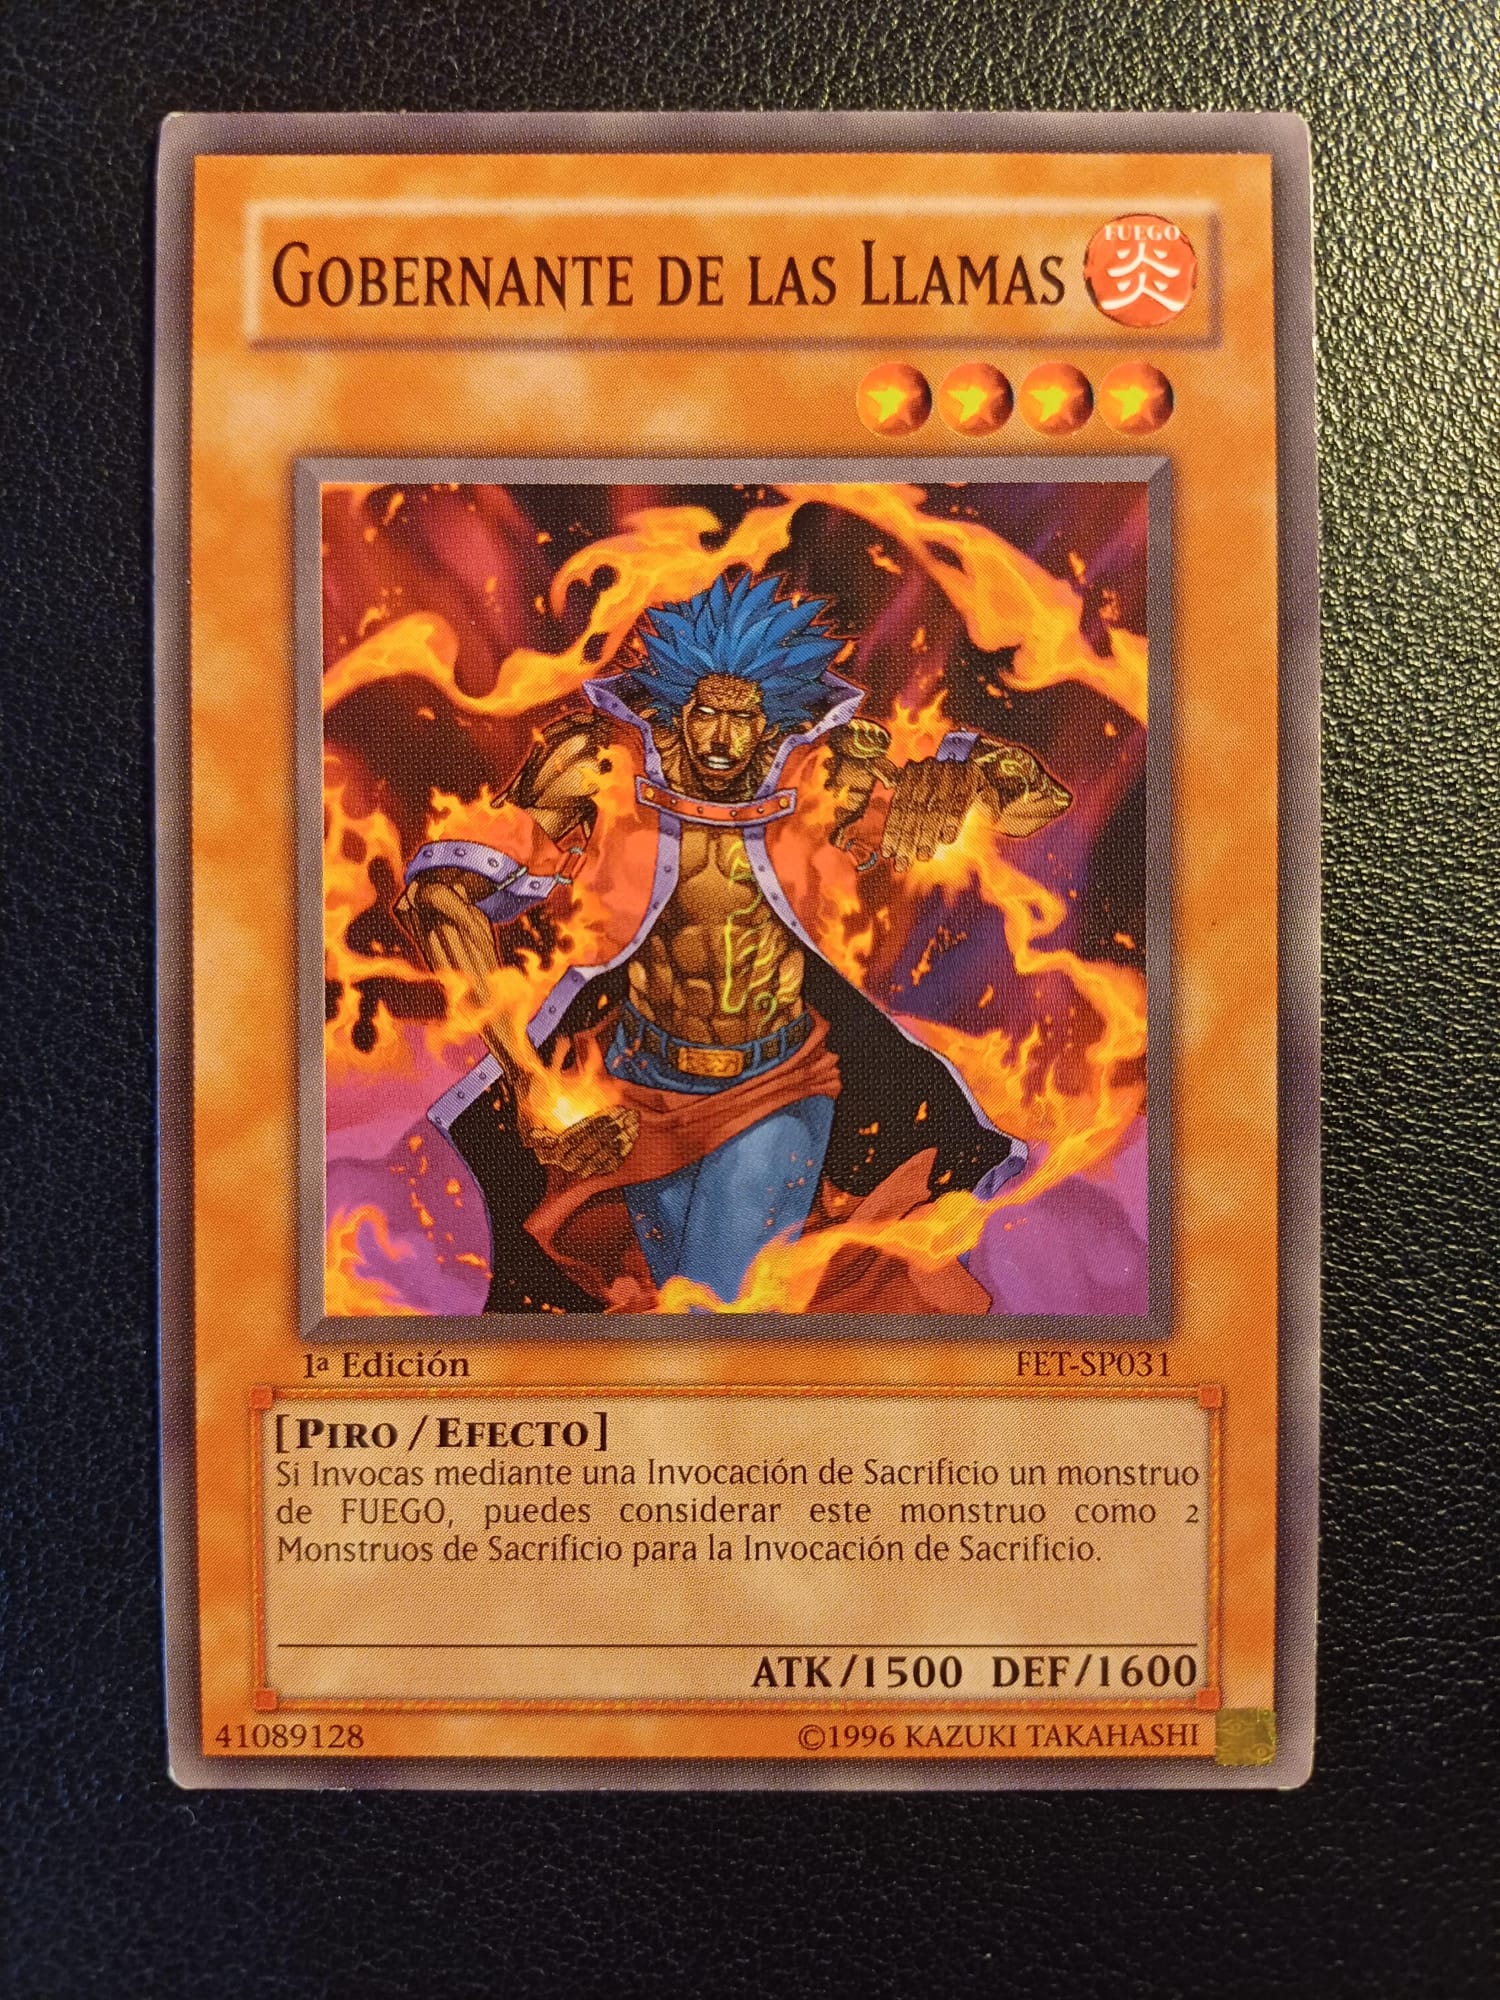 GOBERNANTE DE LAS LLAMAS
FUEGO
炎
1ª Edición
FET-SP031
[PIRO/EFECTO]
Si Invocas mediante una Invocación de Sacrificio un monstruo
de FUEGO, puedes considerar este monstruo como 2
Monstruos de Sacrificio para la Invocación de Sacrificio.
ATK/1500 DEF/1600
41089128
©1996 KAZUKI TAKAHASHI